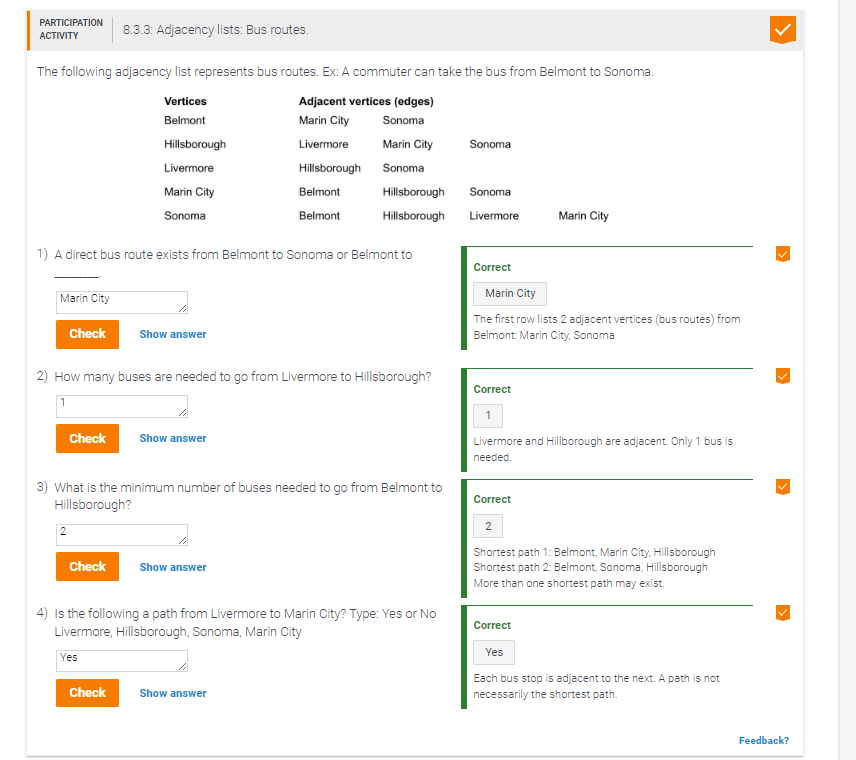 PARTICIPATION
ACTIVITY
8.3.3: Adjacency lists: Bus routes.
The following adjacency list represents bus routes. Ex: A commuter can take the bus from Belmont to Sonoma.
Vertices Adjacent vertices (edges)
Belmont Marin City Sonoma
Hillsborough Livermore Marin City Sonoma
Livermore Hillsborough Sonoma
Marin City Belmont Hillsborough Sonoma
Sonoma Belmont Hillsborough Livermore Marin City
1) A direct bus route exists from Belmont to Sonoma or Belmont to
________.
Marin City
Check Show answer
Correct
Marin City
The first row lists 2 adjacent vertices (bus routes) from
Belmont: Marin City, Sonoma
2) How many buses are needed to go from Livermore to Hillsborough?
1
Check Show answer
Correct
1
Livermore and Hillborough are adjacent. Only 1 bus is
needed.
3) What is the minimum number of buses needed to go from Belmont to
Hillsborough?
2
Check Show answer
Correct
2
Shortest path 1: Belmont, Marin City, Hillsborough
Shortest path 2: Belmont, Sonoma, Hillsborough
More than one shortest path may exist.
4) Is the following a path from Livermore to Marin City? Type: Yes or No
Livermore, Hillsborough, Sonoma, Marin City
Yes
Check Show answer
Correct
Yes
Each bus stop is adjacent to the next. A path is not
necessarily the shortest path.
Feedback?